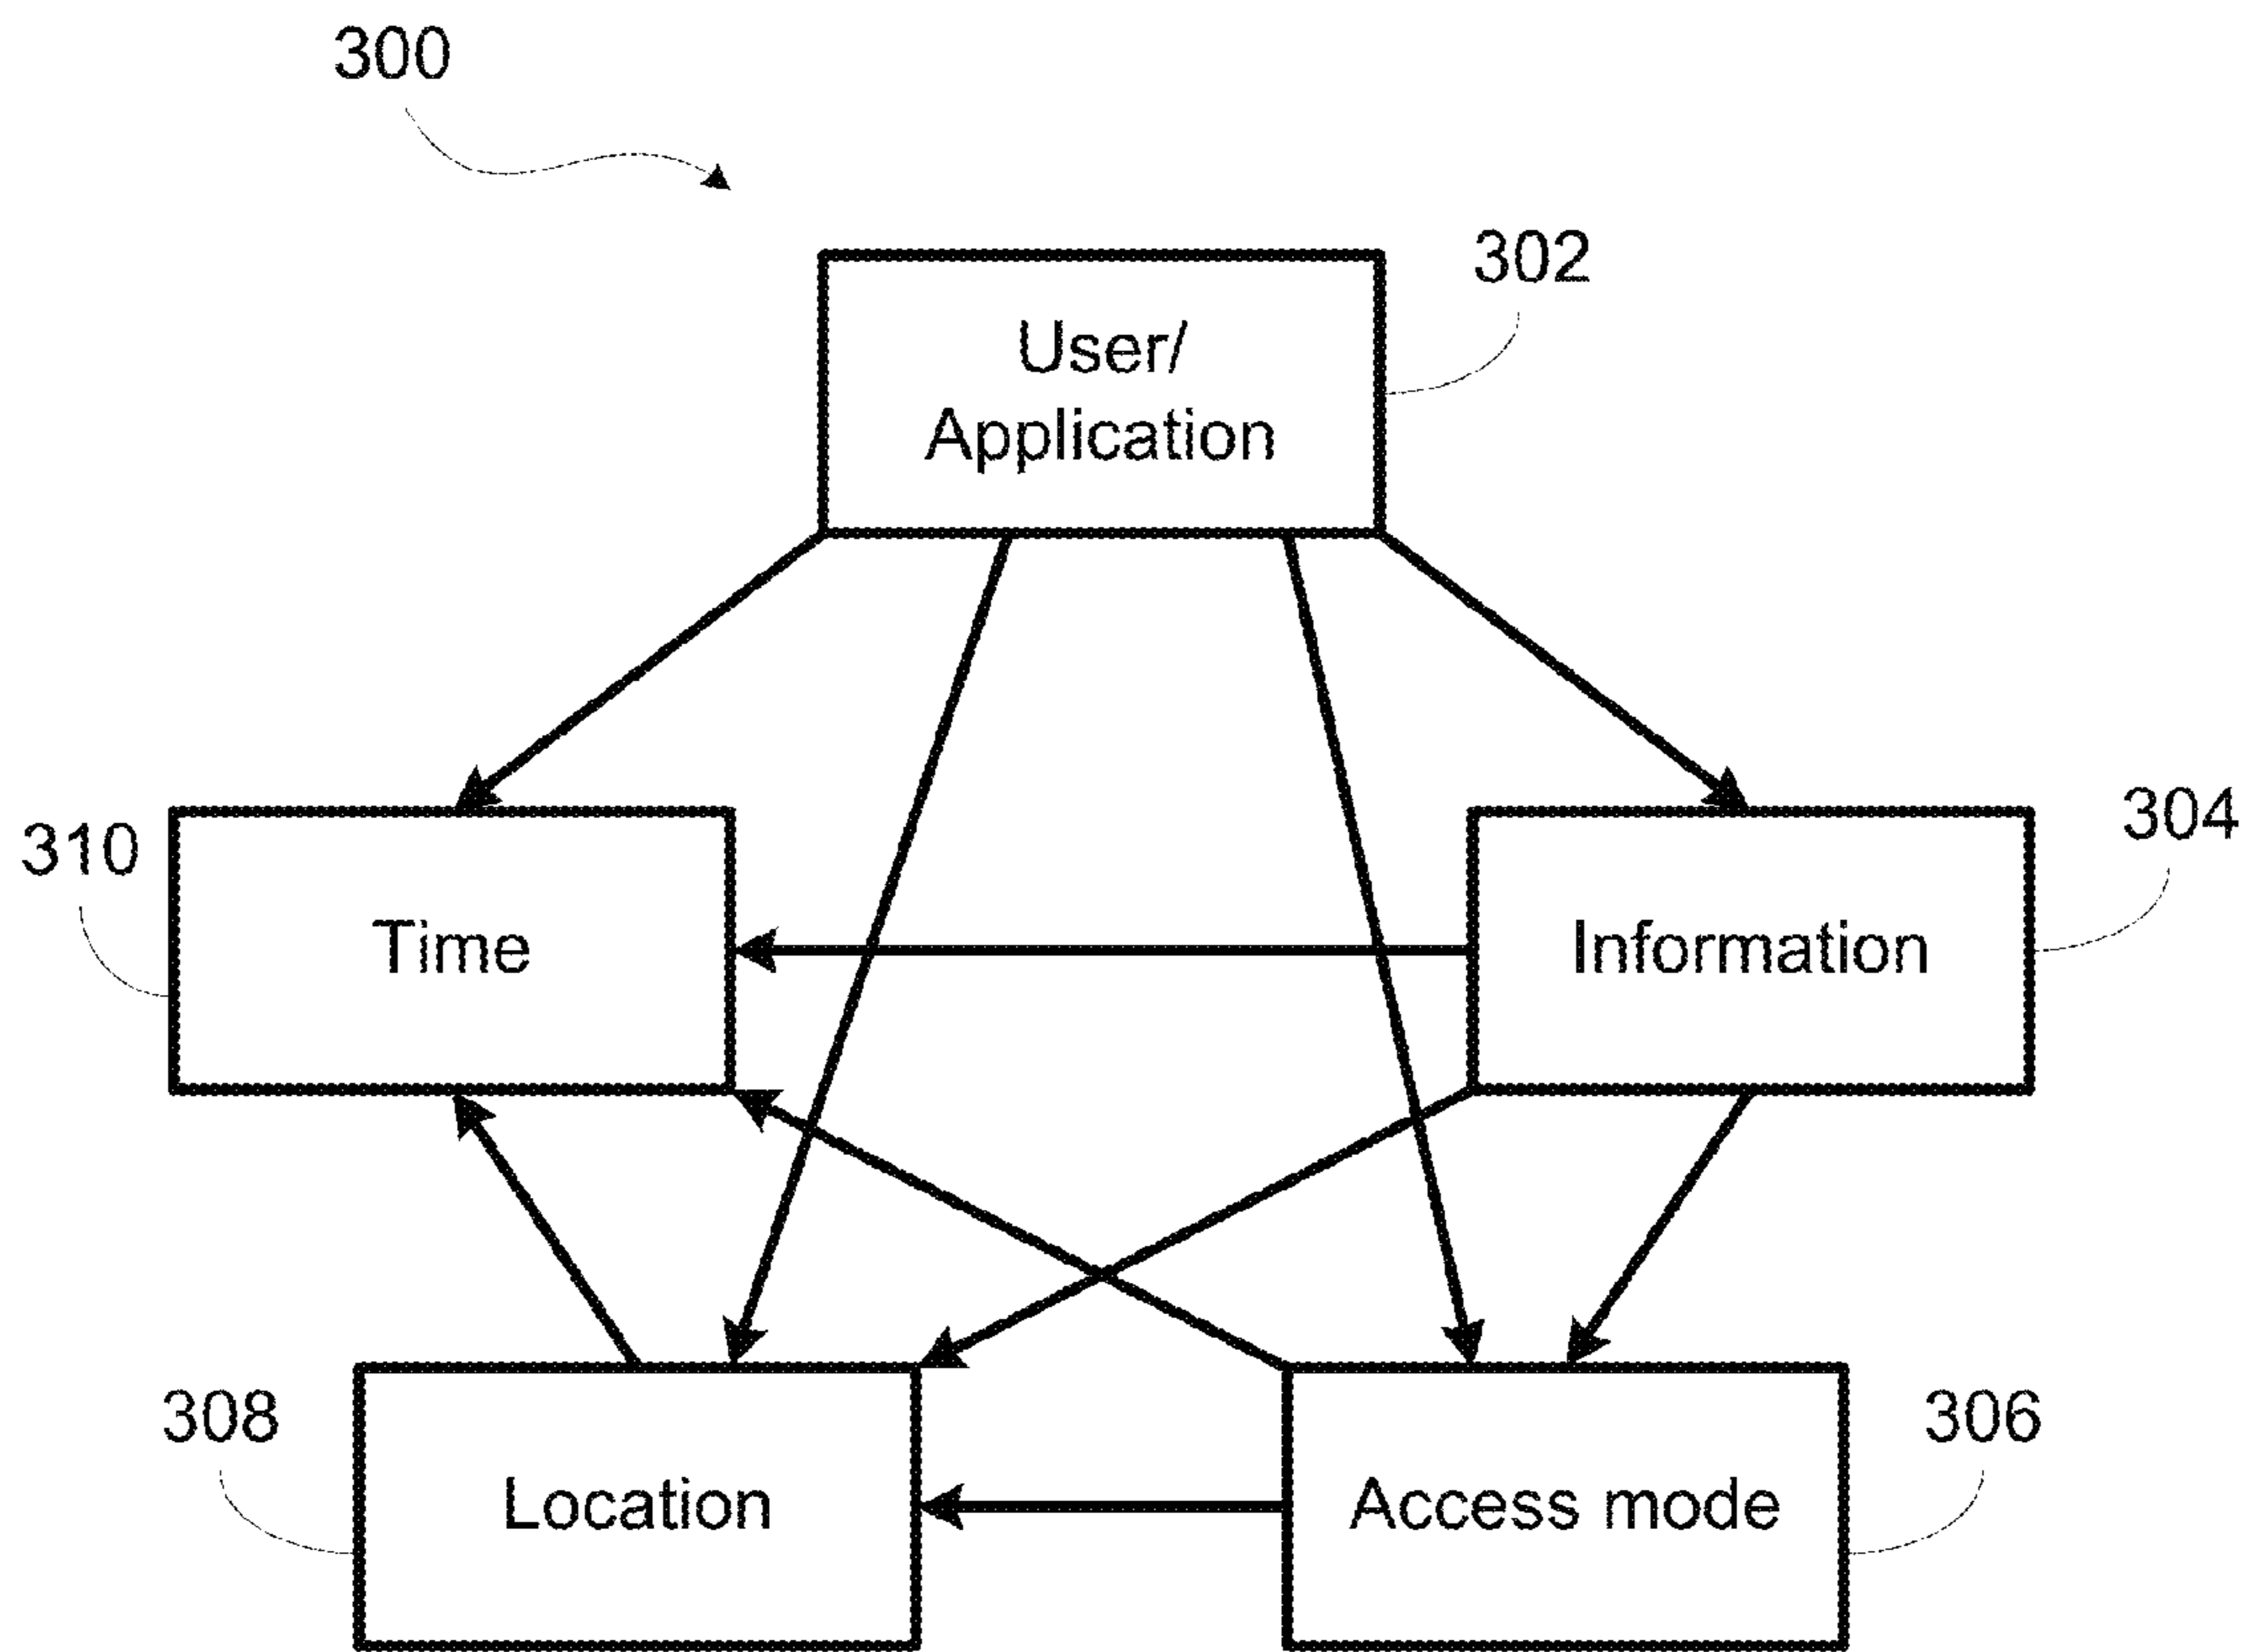 300
302
User/
Application
310
304
Time
Information
308
306
Location
Access mode